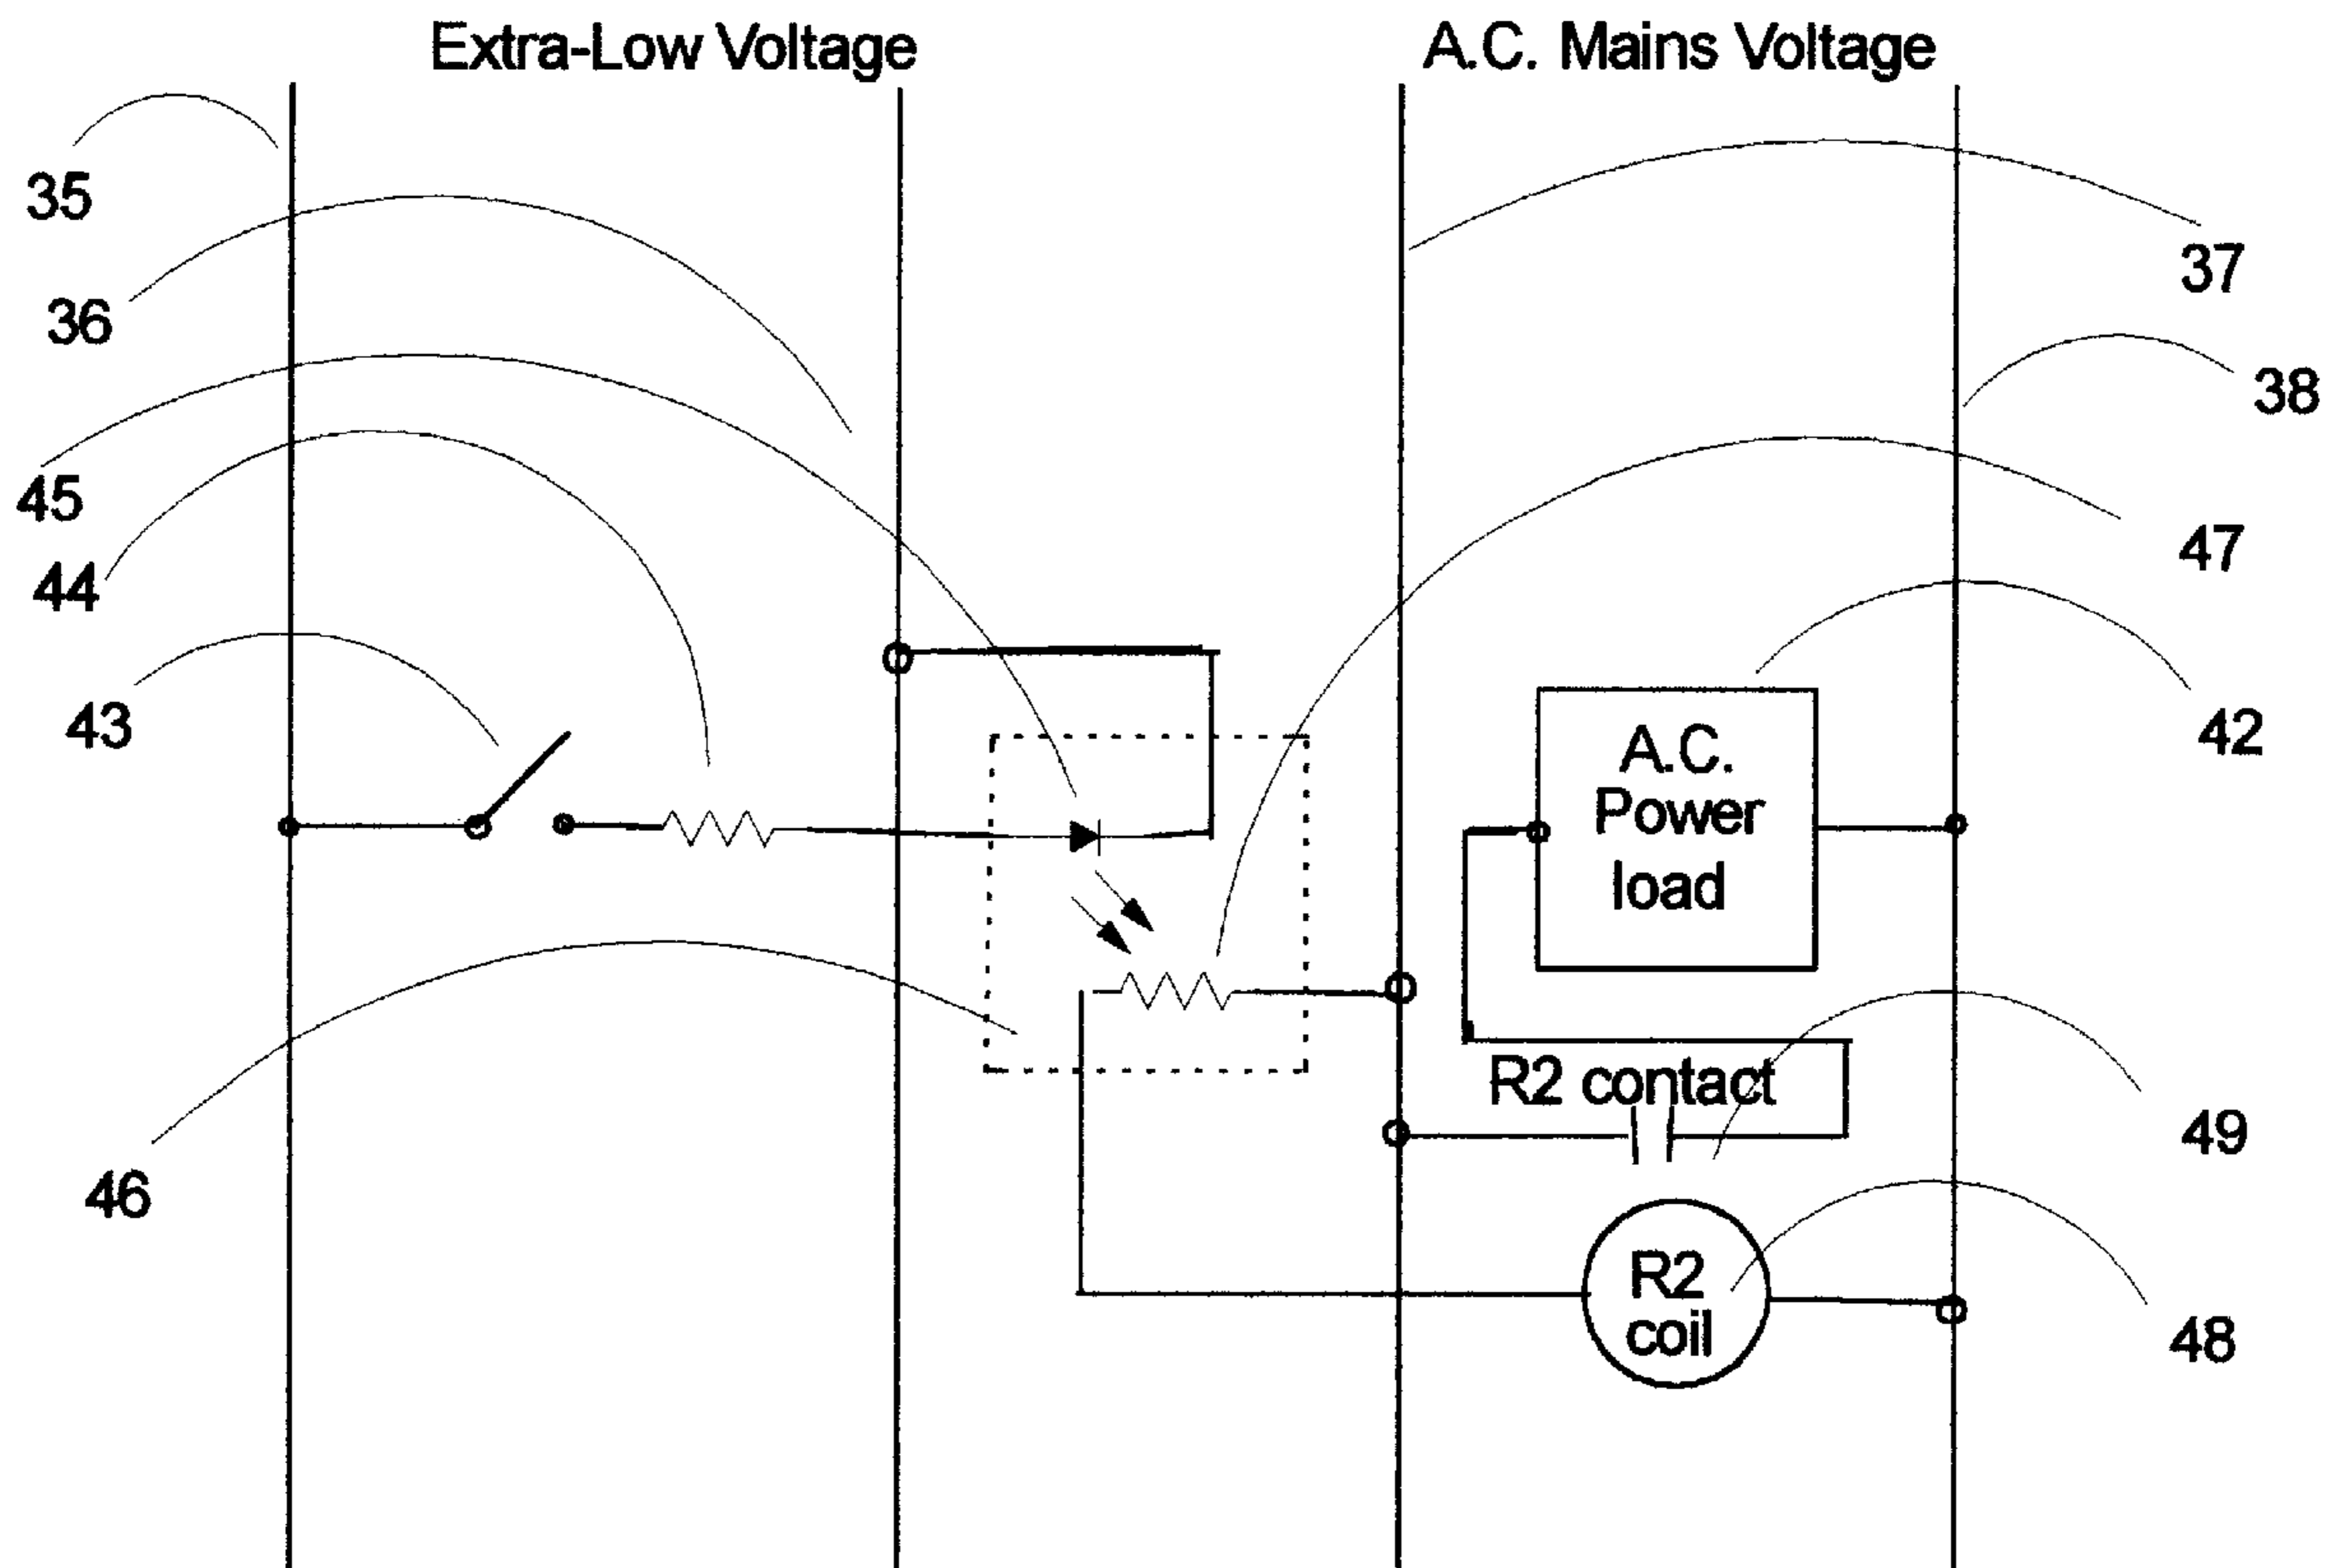 Extra-Low Voltage
A.C. Mains Voltage
35
36
45
44
43
46
37
38
47
42
A.C.
Power
load
R2 contact
49
R2
coil
48